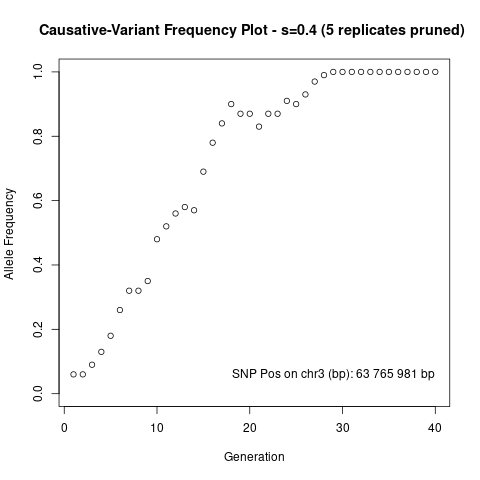 Causative-Variant Frequency Plot - s=0.4 (5 replicates pruned)
Allele Frequency
1.0
0.8
0.6
0.4
0.2
0.0
SNP Pos on chr3 (bp): 63 765 981 bp
0 10 20 30 40
Generation